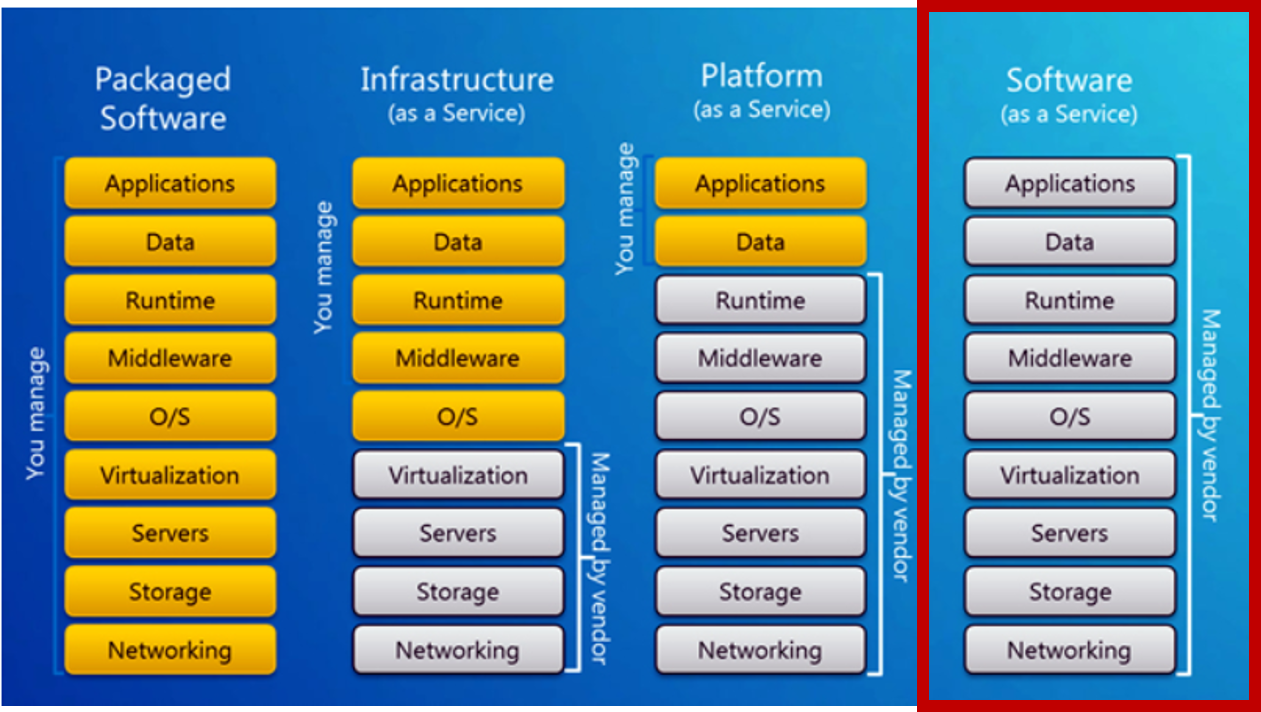 Packaged
Software
You manage
Applications
Data
Runtime
Middleware
O/S
Virtualization
Servers
Storage
Networking
Infrastructure
(as a Service)
You manage
Applications
Data
Runtime
Middleware
O/S
Virtualization
Servers
Storage
Networking
Managed by vendor
Platform
(as a Service)
You manage
Applications
Data
Runtime
Middleware
O/S
Virtualization
Servers
Storage
Networking
Managed by vendor
Software
(as a Service)
Applications
Data
Runtime
Middleware
O/S
Virtualization
Servers
Storage
Networking
Managed by vendor